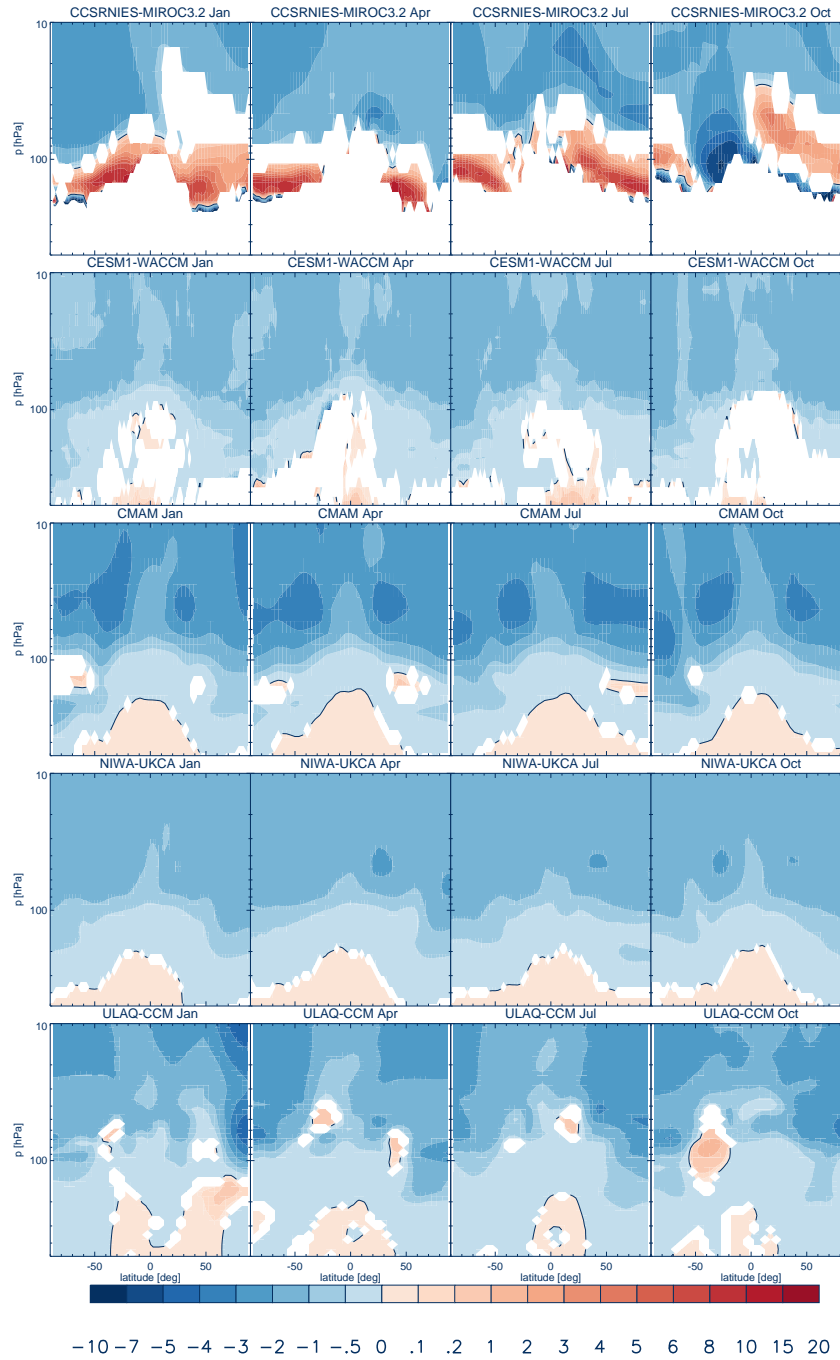 CCSRNIES-MIROC3.2 Jan CCSRNIES-MIROC3.2 Apr CCSRNIES-MIROC3.2 Jul CCSRNIES-MIROC3.2 Oct
10
p [hPa]
100
CESM1-WACCM Jan CESM1-WACCM Apr CESM1-WACCM Jul CESM1-WACCM Oct
10
p [hPa]
100
CMAM Jan CMAM Apr CMAM Jul CMAM Oct
10
p [hPa]
100
NIWA-UKCA Jan NIWA-UKCA Apr NIWA-UKCA Jul NIWA-UKCA Oct
10
p [hPa]
100
ULAQ-CCM Jan ULAQ-CCM Apr ULAQ-CCM Jul ULAQ-CCM Oct
10
p [hPa]
100
-50 0 50 -50 0 50 -50 0 50 -50 0 50
latitude [deg] latitude [deg] latitude [deg] latitude [deg]
-10 -7 -5 -4 -3 -2 -1 -.5 0 .1 .2 1 2 3 4 5 6 8 10 15 20